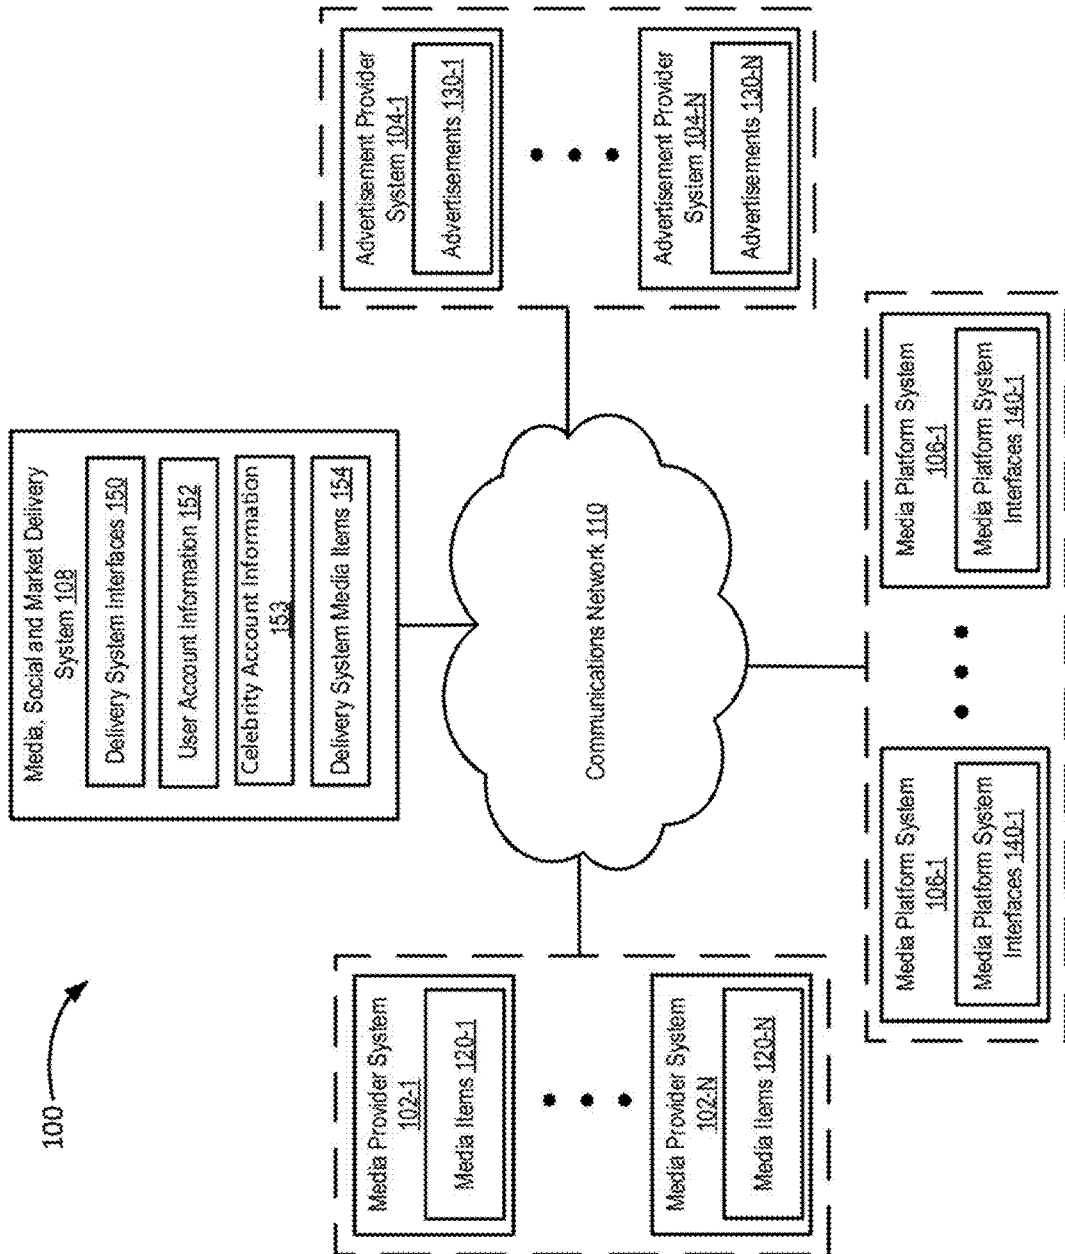 100
Media, Social and Market Delivery
System 108
Delivery System Interfaces 150
User Account Information 152
Celebrity Account Information
153
Delivery System Media Items 154
Media Provider System
102-1
Media Items 120-1
Media Provider System
102-N
Media Items 120-N
Communications Network 110
Advertisement Provider
System 104-1
Advertisements 130-1
Advertisement Provider
System 104-N
Advertisements 130-N
Media Platform System
106-1
Media Platform System
Interfaces 140-1
Media Platform System
106-1
Media Platform System
Interfaces 140-1